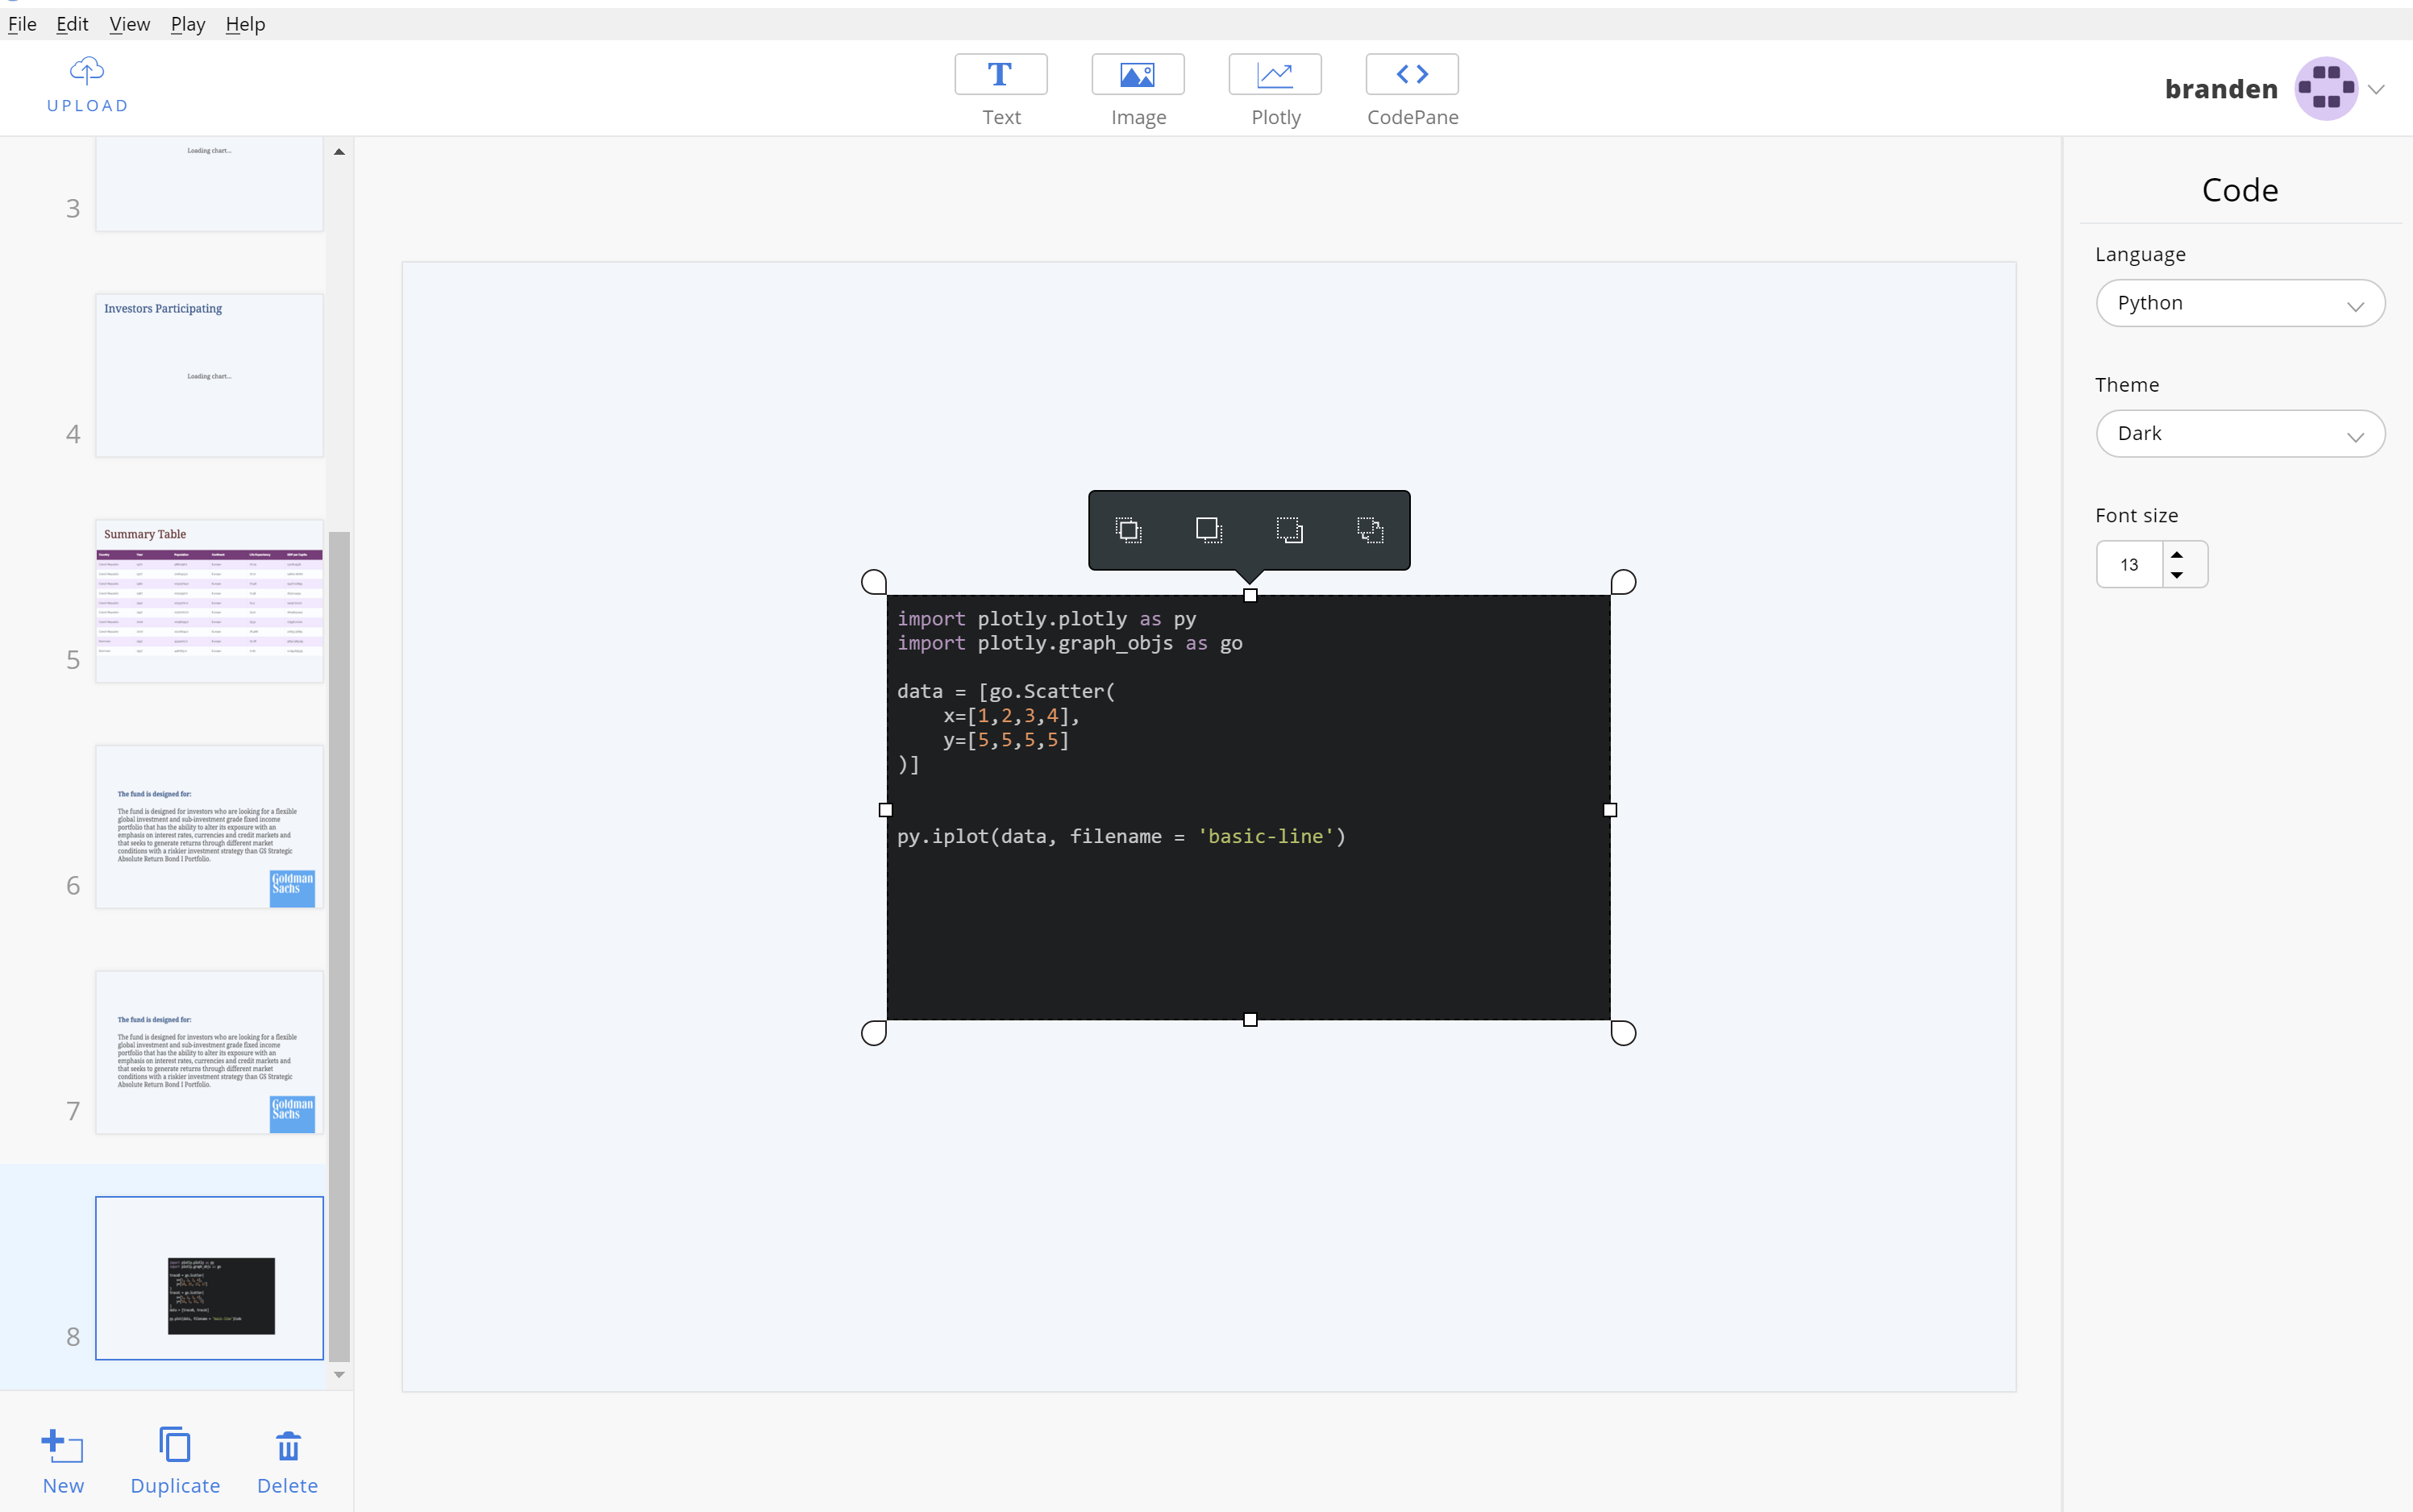 File Edit View Play Help
UPLOAD
Text
Image
Plotly
CodePane
branden
Loading chart...
3
Investors Participating
Loading chart...
4
Summary Table
5
The fund is designed for:
The fund is designed for investors who are looking for a flexible
global investment and sub-investment grade fixed income
portfolio that has the ability to alter its exposure with an
emphasis on interest rates, currencies and credit markets and
that seeks to generate returns through different market
conditions with a riskier investment strategy than GS Strategic
Absolute Return Bond I Portfolio.
Goldman
Sachs
6
The fund is designed for:
The fund is designed for investors who are looking for a flexible
global investment and sub-investment grade fixed income
portfolio that has the ability to alter its exposure with an
emphasis on interest rates, currencies and credit markets and
that seeks to generate returns through different market
conditions with a riskier investment strategy than GS Strategic
Absolute Return Bond I Portfolio.
Goldman
Sachs
7
8
New
Duplicate
Delete
import plotly.plotly as py
import plotly.graph_objs as go
data = [go.Scatter(
    x=[1,2,3,4],
    y=[5,5,5,5]
)]
py.iplot(data, filename = 'basic-line')
Code
Language
Python
Theme
Dark
Font size
13